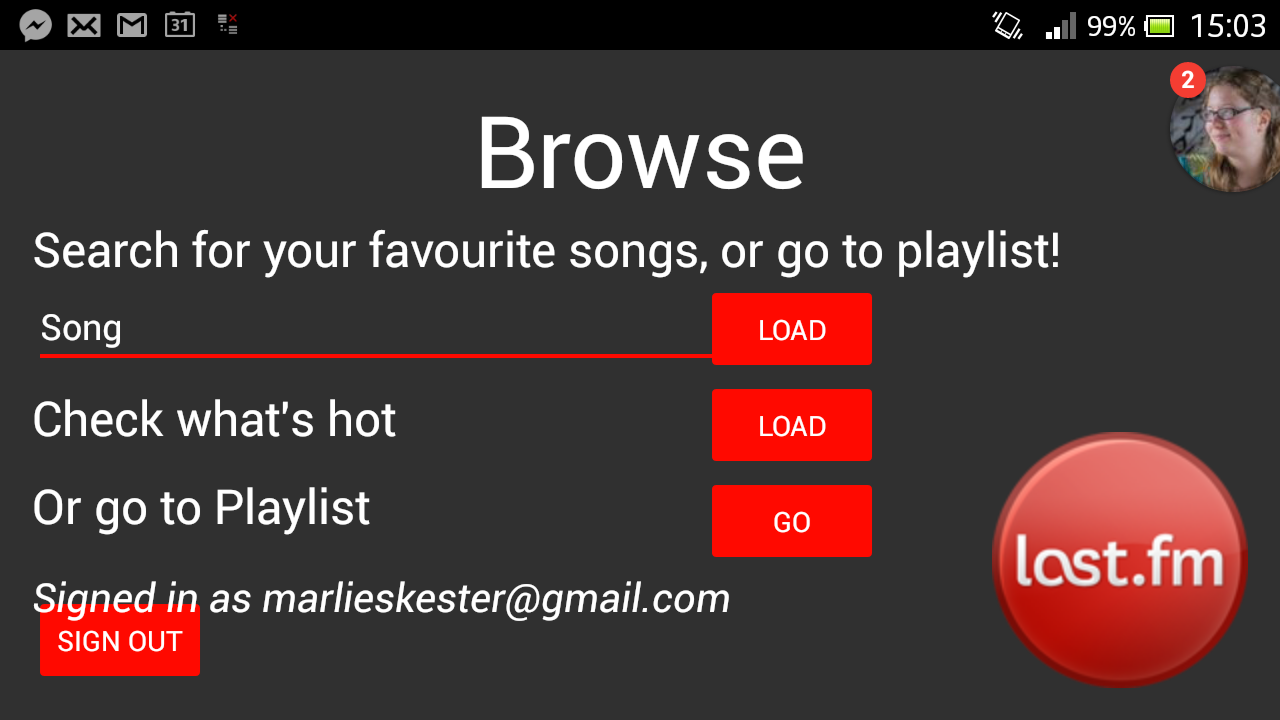 31 99% 15:03
2
Browse
Search for your favourite songs, or go to playlist!
Song LOAD
Check what's hot LOAD
Or go to Playlist GO
last.fm
Signed in as marlieskester@gmail.com
SIGN OUT